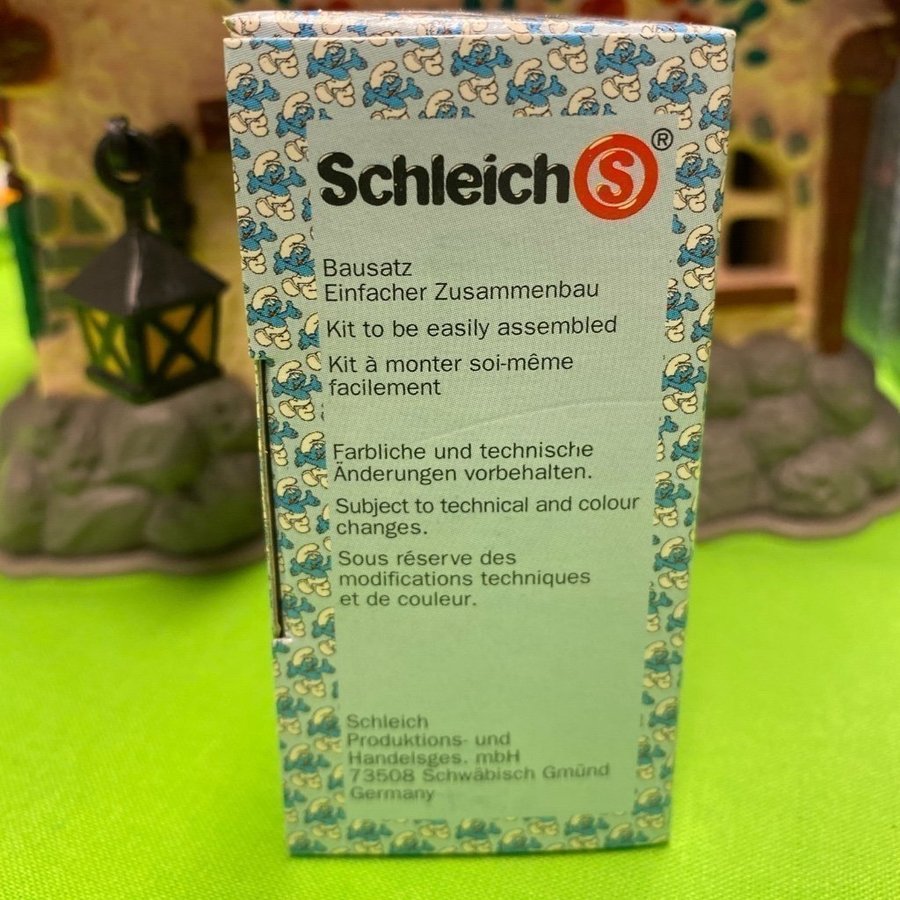 Schleich S ®
Bausatz
Einfacher Zusammenbau
Kit to be easily assembled
Kit à monter soi-même
facilement
Farbliche und technische
Änderungen vorbehalten.
Subject to technical and colour
changes.
Sous réserve des
modifications techniques
et de couleur.
Schleich
Produktions- und
Handelsges. mbH
73508 Schwäbisch Gmünd
Germany